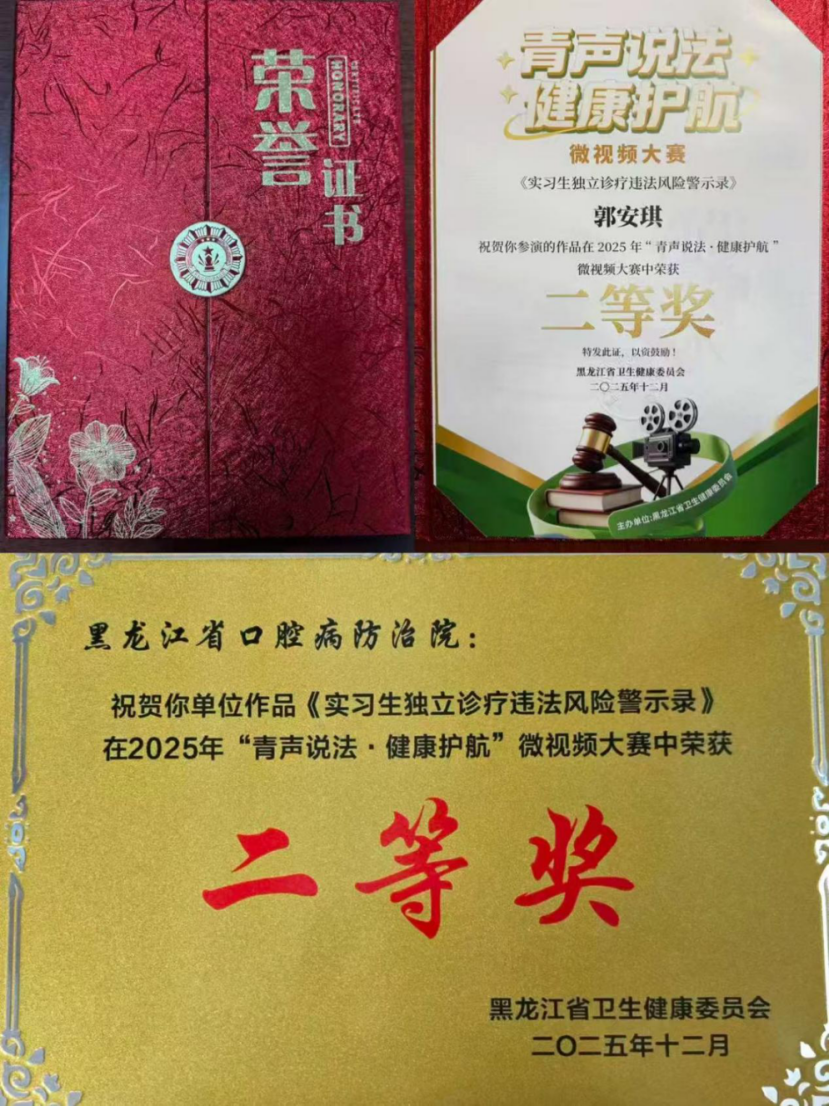 荣誉
证书
HONORARY
CERTIFICATE
青声说法
健康护航
微视频大赛
《实习生独立诊疗违法风险警示录》
郭安琪
祝贺你参演的作品在 2025 年“青声说法·健康护航”
微视频大赛中荣获
二等奖
特发此证，以资鼓励！
黑龙江省卫生健康委员会
二〇二五年十二月
主办单位:黑龙江省卫生健康委员会
黑龙江省口腔病防治院：
祝贺你单位作品《实习生独立诊疗违法风险警示录》
在2025年“青声说法·健康护航”微视频大赛中荣获
二等奖
黑龙江省卫生健康委员会
二〇二五年十二月